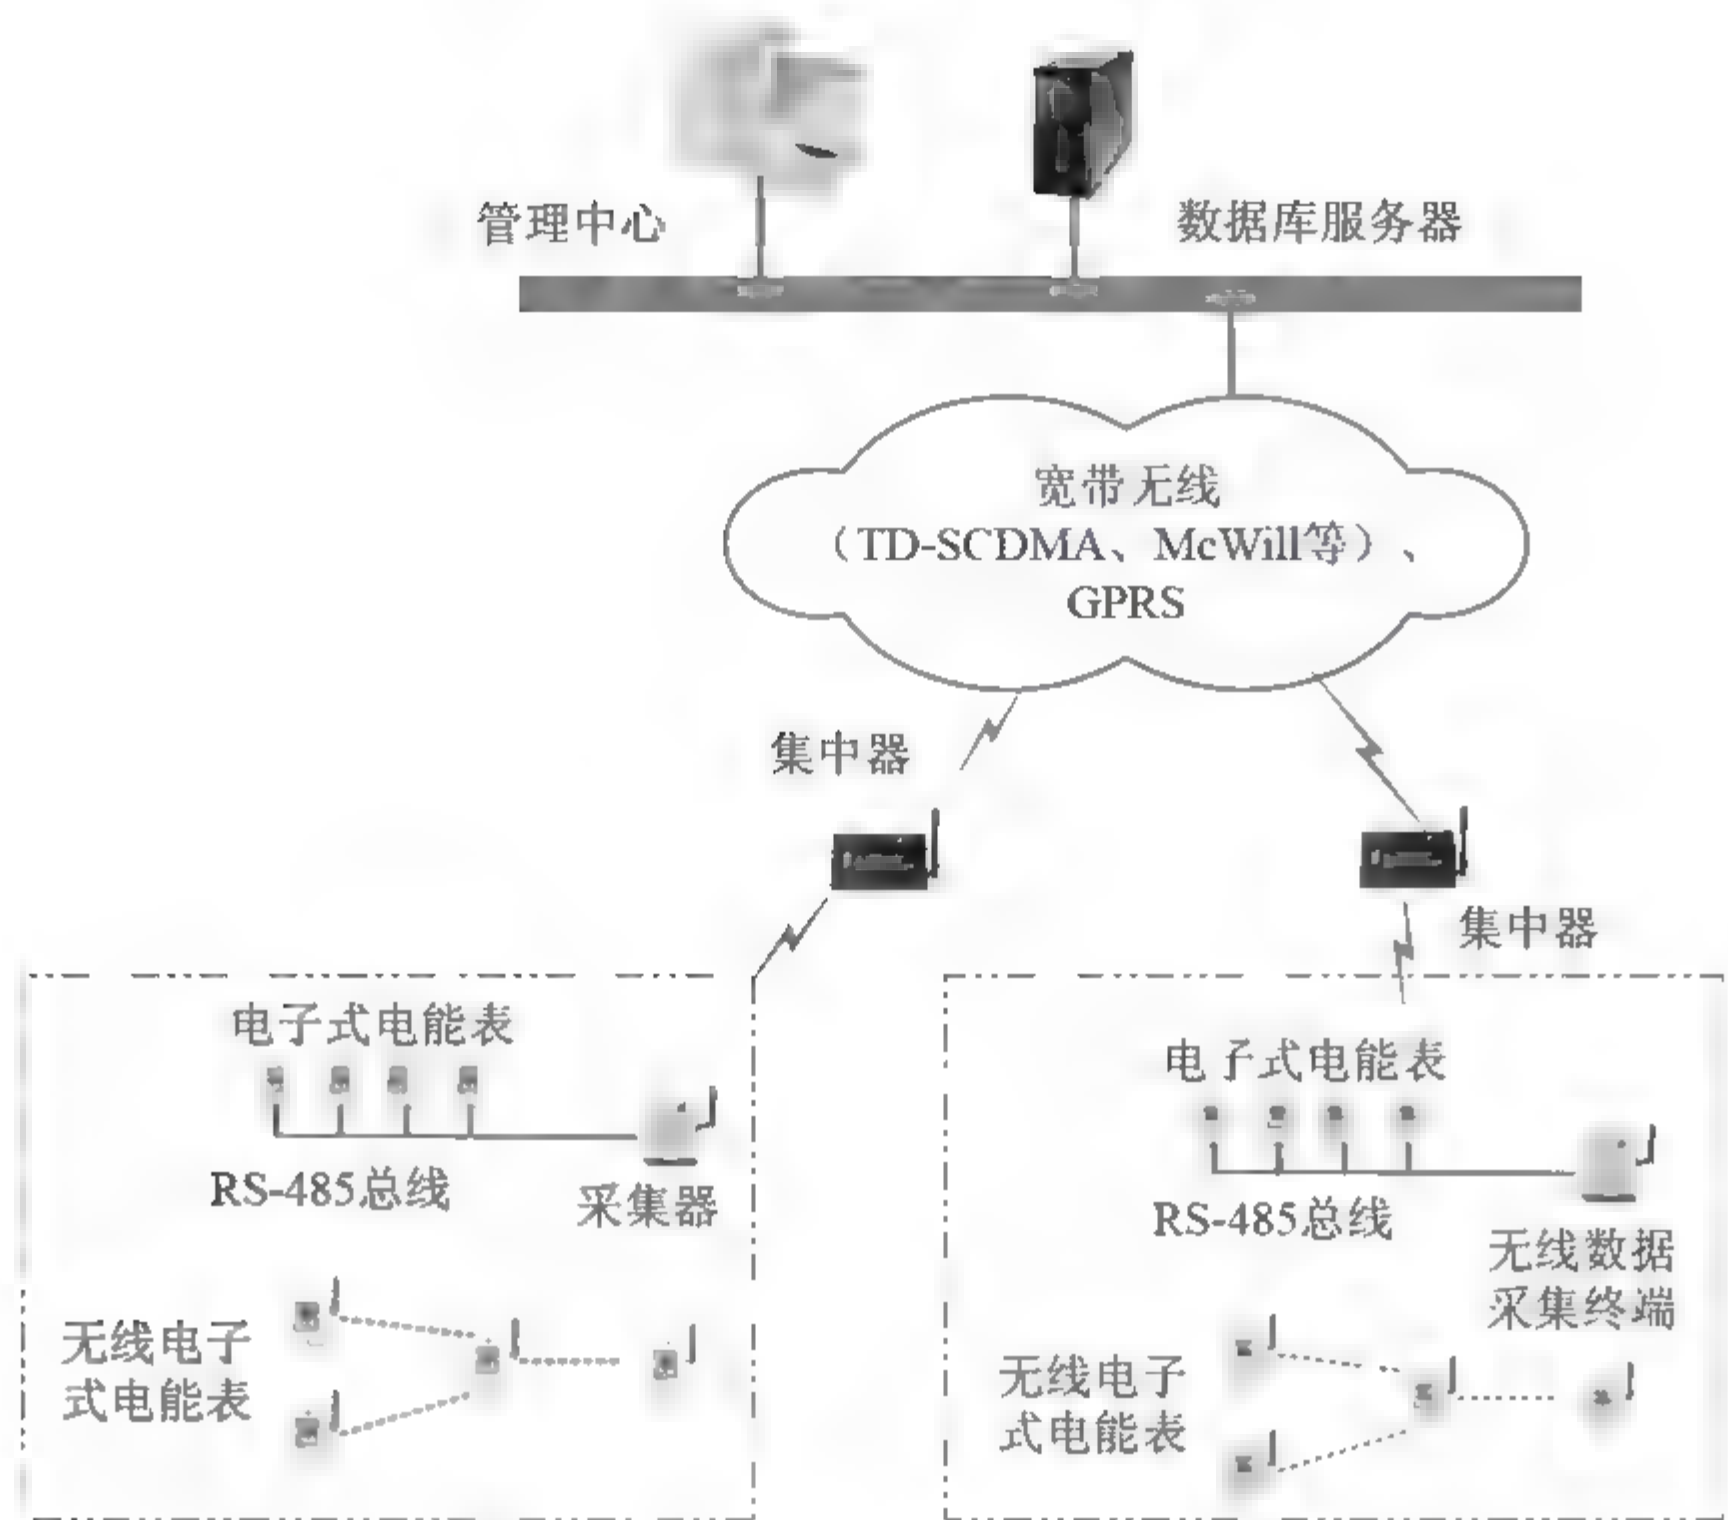 管理中心
数据库服务器
宽带无线
（TD-SCDMA、McWill等）、
GPRS
集中器
集中器
电子式电能表
RS-485总线
采集器
无线电子
式电能表
电子式电能表
RS-485总线
无线数据
采集终端
无线电子
式电能表